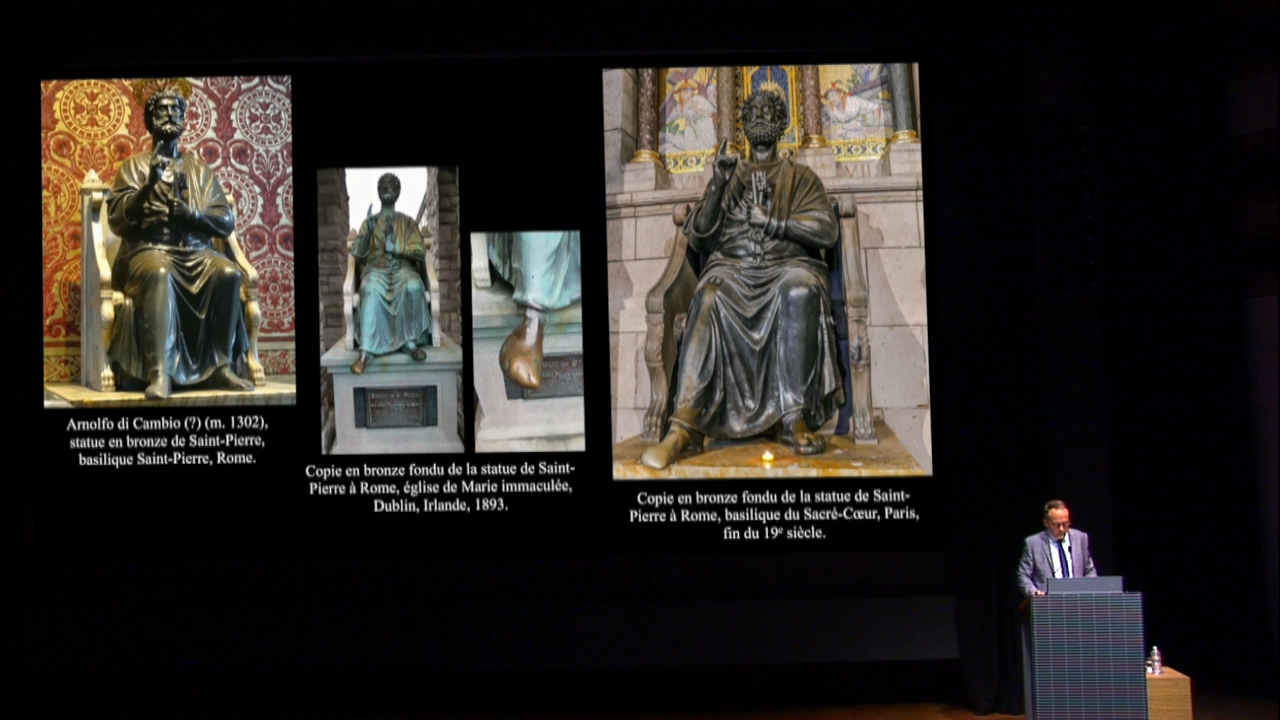 Arnolfo di Cambio (?) (m. 1302),
statue en bronze de Saint-Pierre,
basilique Saint-Pierre, Rome.
Copie en bronze fondu de la statue de Saint-
Pierre à Rome, église de Marie immaculée,
Dublin, Irlande, 1893.
Copie en bronze fondu de la statue de Saint-
Pierre à Rome, basilique du Sacré-Cœur, Paris,
fin du 19e siècle.